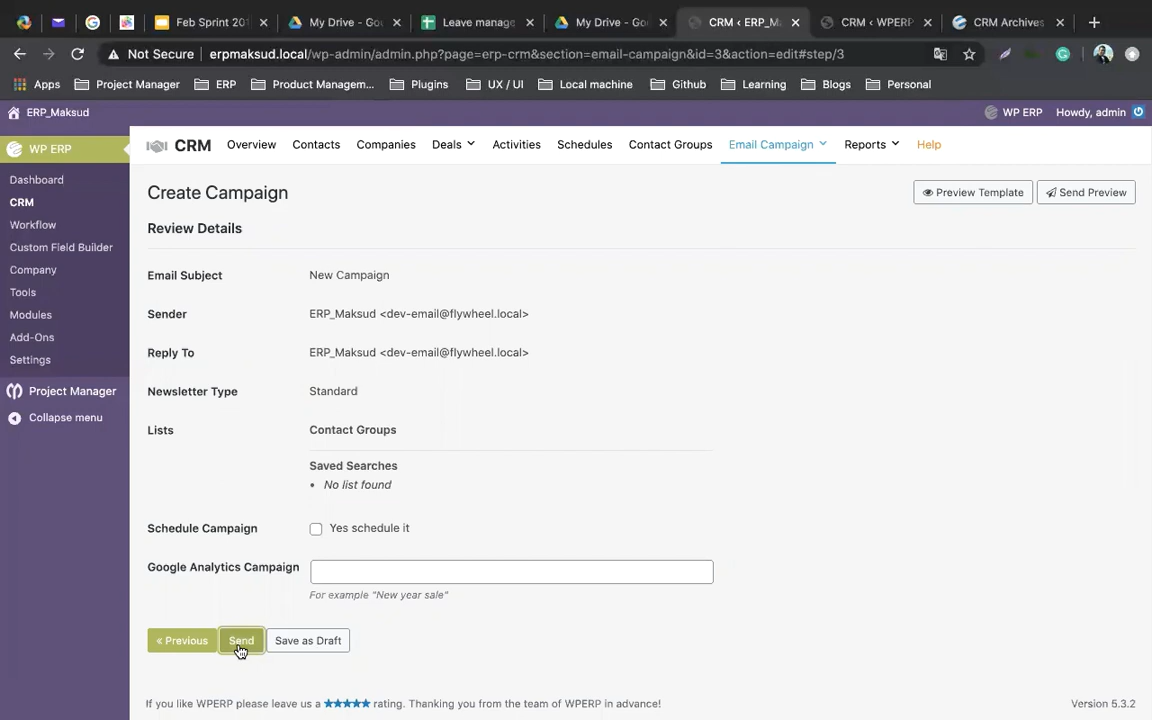 Feb Sprint 201
My Drive - Goo
Leave manage
My Drive - Goo
CRM ‹ ERP_M
CRM ‹ WPERP
CRM Archives
Not Secure
erpmaksud.local/wp-admin/admin.php?page=erp-crm&section=email-campaign&id=3&action=edit#step/3
Apps
Project Manager
ERP
Product Managem...
Plugins
UX / UI
Local machine
Github
Learning
Blogs
Personal
ERP_Maksud
WP ERP
Howdy, admin
WP ERP
Dashboard
CRM
Workflow
Custom Field Builder
Company
Tools
Modules
Add-Ons
Settings
Project Manager
Collapse menu
CRM
Overview
Contacts
Companies
Deals
Activities
Schedules
Contact Groups
Email Campaign
Reports
Help
Create Campaign
Preview Template
Send Preview
Review Details
Email Subject New Campaign
Sender ERP_Maksud <dev-email@flywheel.local>
Reply To ERP_Maksud <dev-email@flywheel.local>
Newsletter Type Standard
Lists Contact Groups
Saved Searches
• No list found
Schedule Campaign Yes schedule it
Google Analytics Campaign
For example "New year sale"
« Previous
Send
Save as Draft
If you like WPERP please leave us a ★★★★★ rating. Thanking you from the team of WPERP in advance!
Version 5.3.2